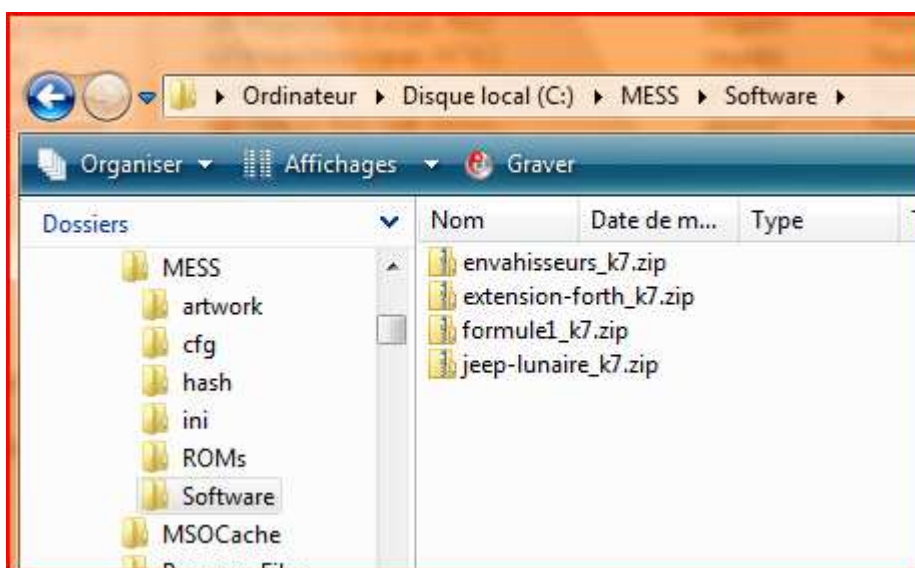 Ordinateur ▸ Disque local (C:) ▸ MESS ▸ Software ▸
Organiser Affichages Graver
Dossiers
Nom Date de m... Type
MESS
artwork
cfg
hash
ini
ROMs
Software
MSOCache
envahisseurs_k7.zip
extension-forth_k7.zip
formule1_k7.zip
jeep-lunaire_k7.zip